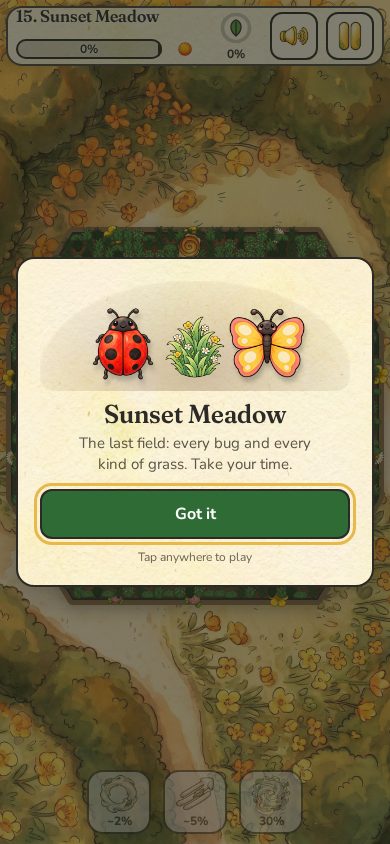 15. Sunset Meadow
0%
0%
Sunset Meadow
The last field: every bug and every
kind of grass. Take your time.
Got it
Tap anywhere to play
~2%
~5%
30%